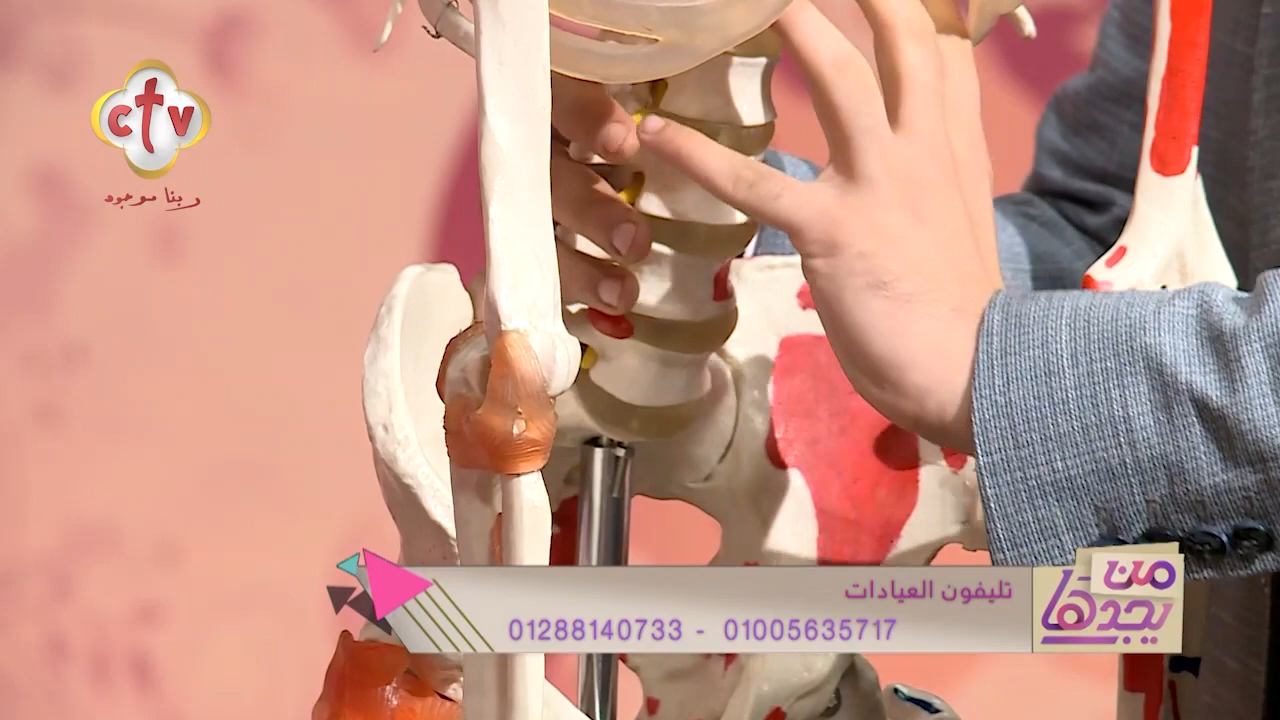 ctv
ربنا موجود
تليفون العيادات
01288140733 - 01005635717
من
يجدها